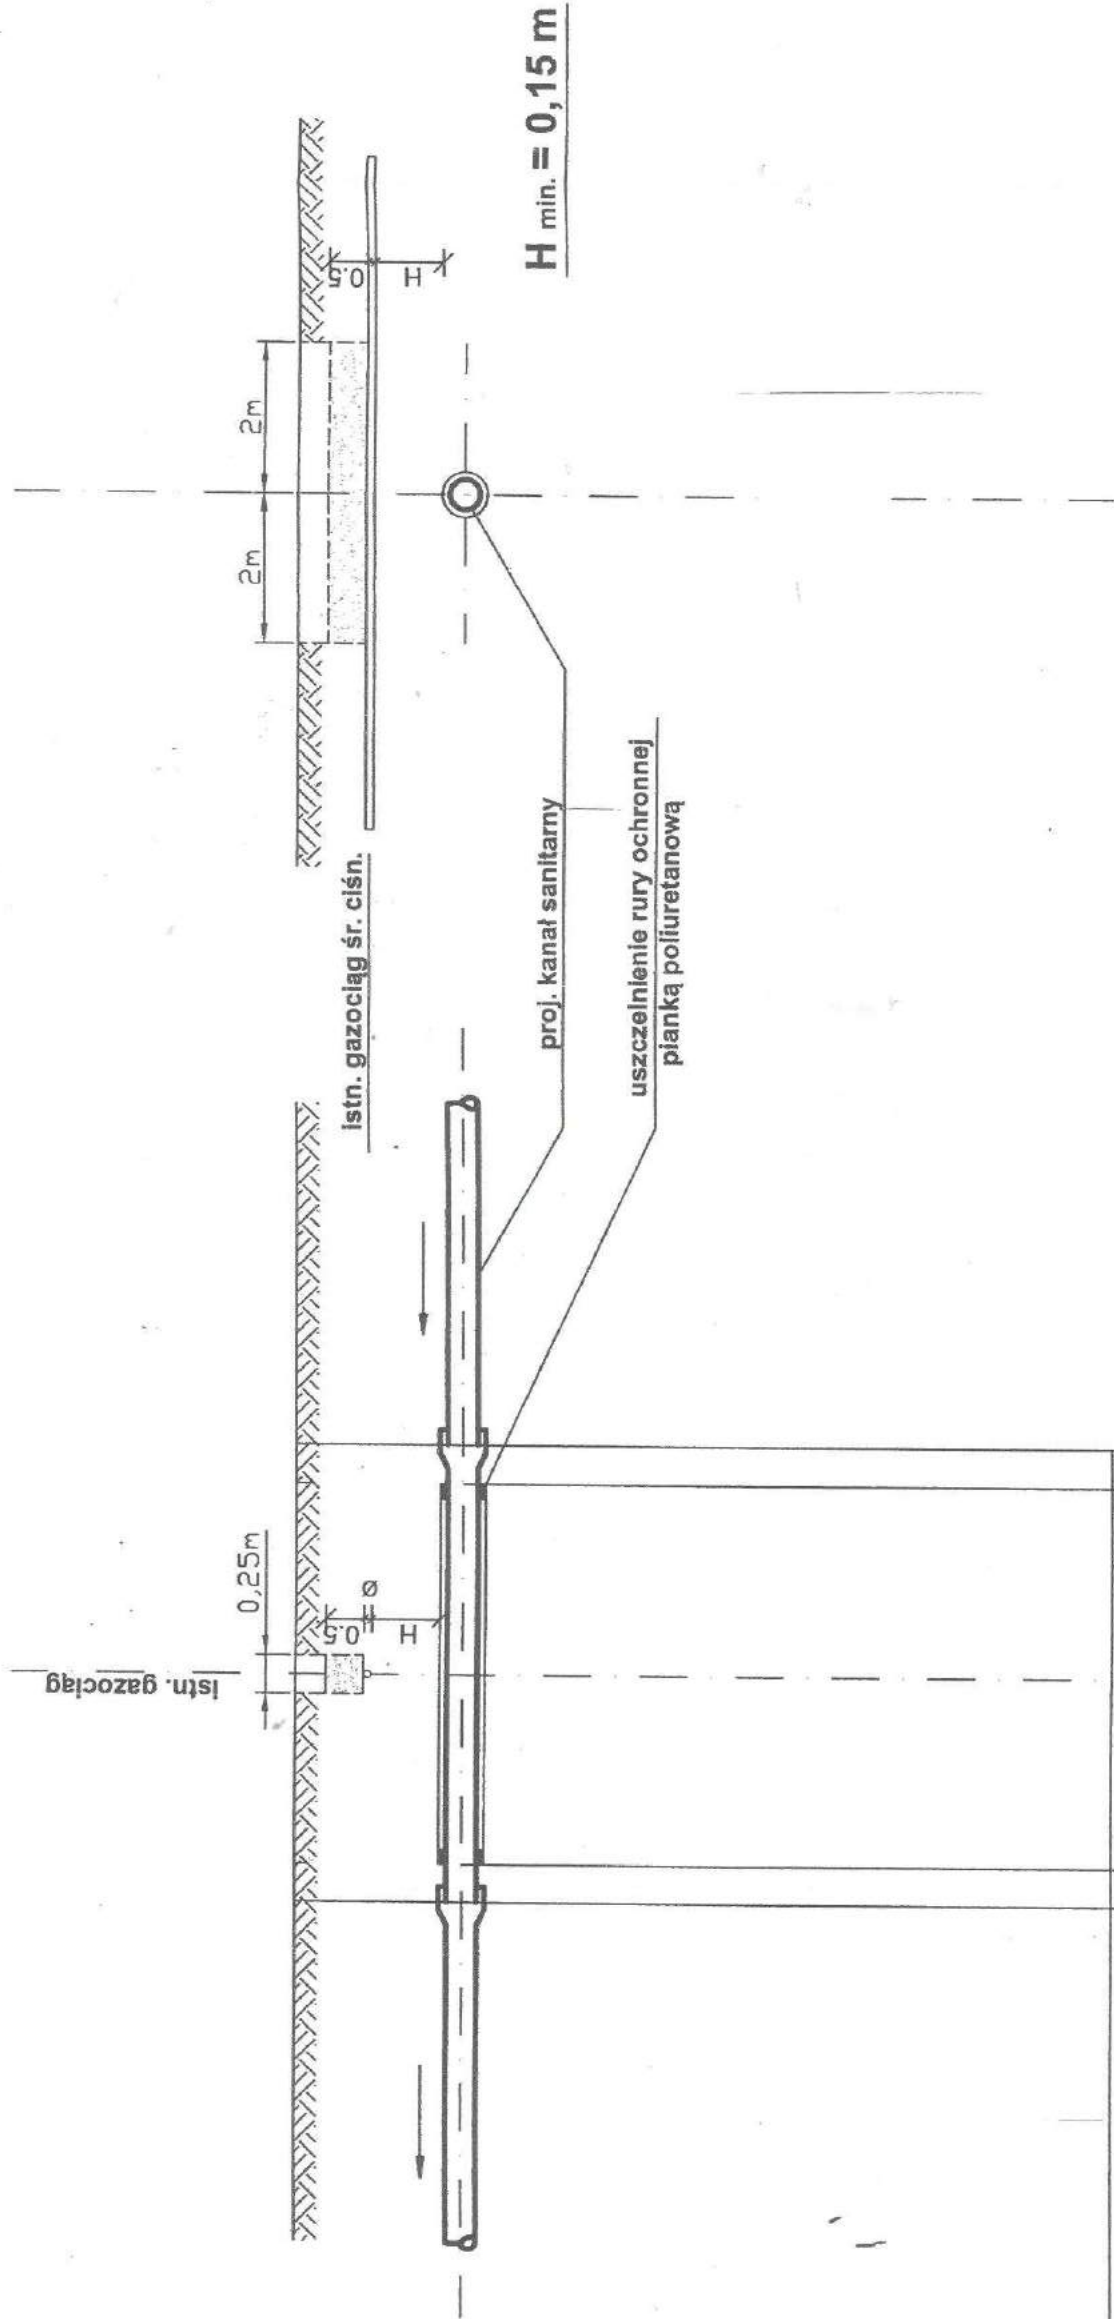 Istn. gazociąg
0,25m
0.5
Ø
H
istn. gazociąg śr. ciśn.
2m
2m
0.5
H
proj. kanał sanitarny
uszczelnienie rury ochronnej
pianką poliuretanową
H min. = 0,15 m